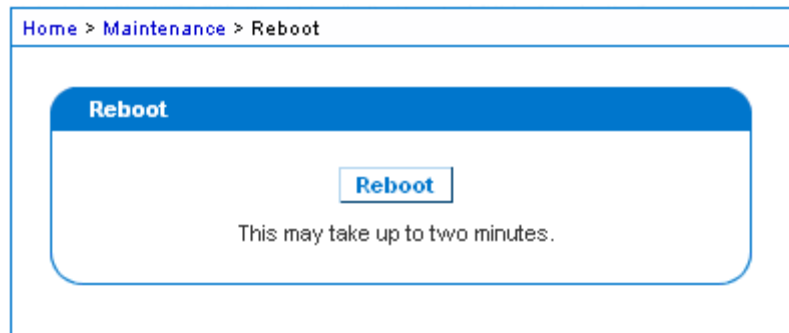 Home > Maintenance > Reboot
Reboot
Reboot
This may take up to two minutes.